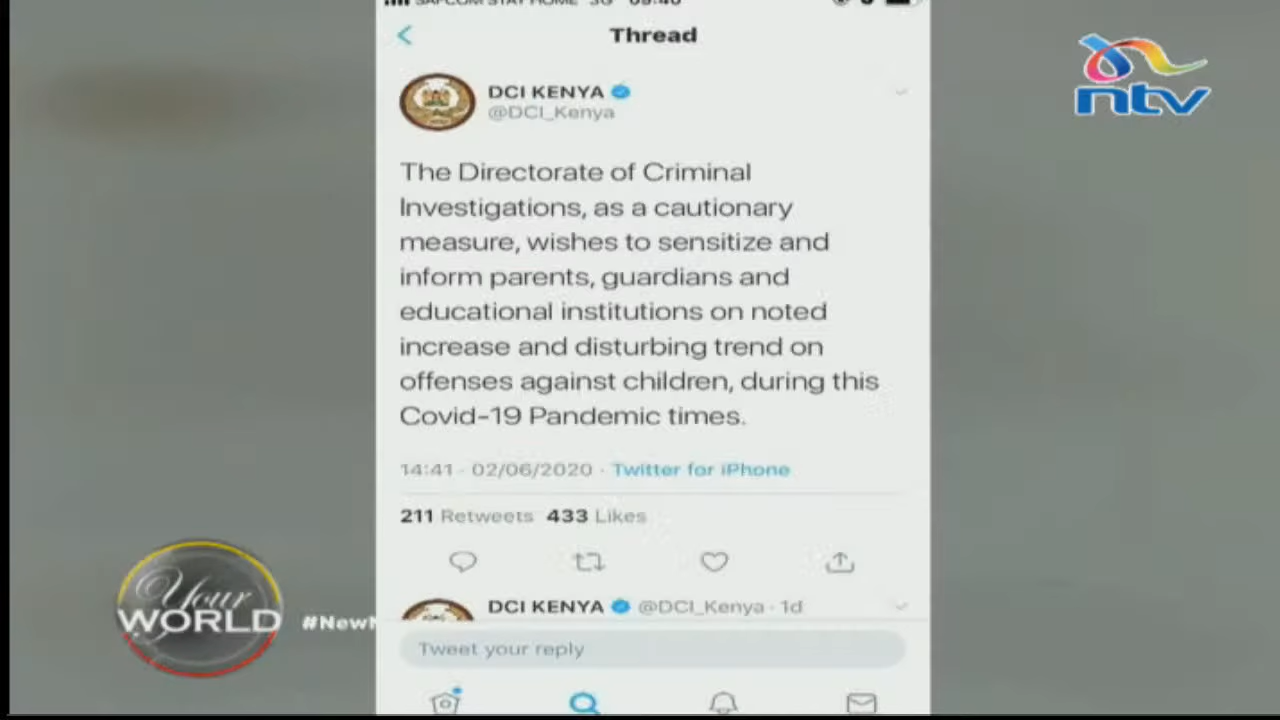 Thread
ntv
DCI KENYA
@DCI_Kenya
The Directorate of Criminal
Investigations, as a cautionary
measure, wishes to sensitize and
inform parents, guardians and
educational institutions on noted
increase and disturbing trend on
offenses against children, during this
Covid-19 Pandemic times.
14:41 · 02/06/2020 · Twitter for iPhone
211 Retweets 433 Likes
DCI KENYA @DCI_Kenya · 1d
Your
WORLD
Tweet your reply